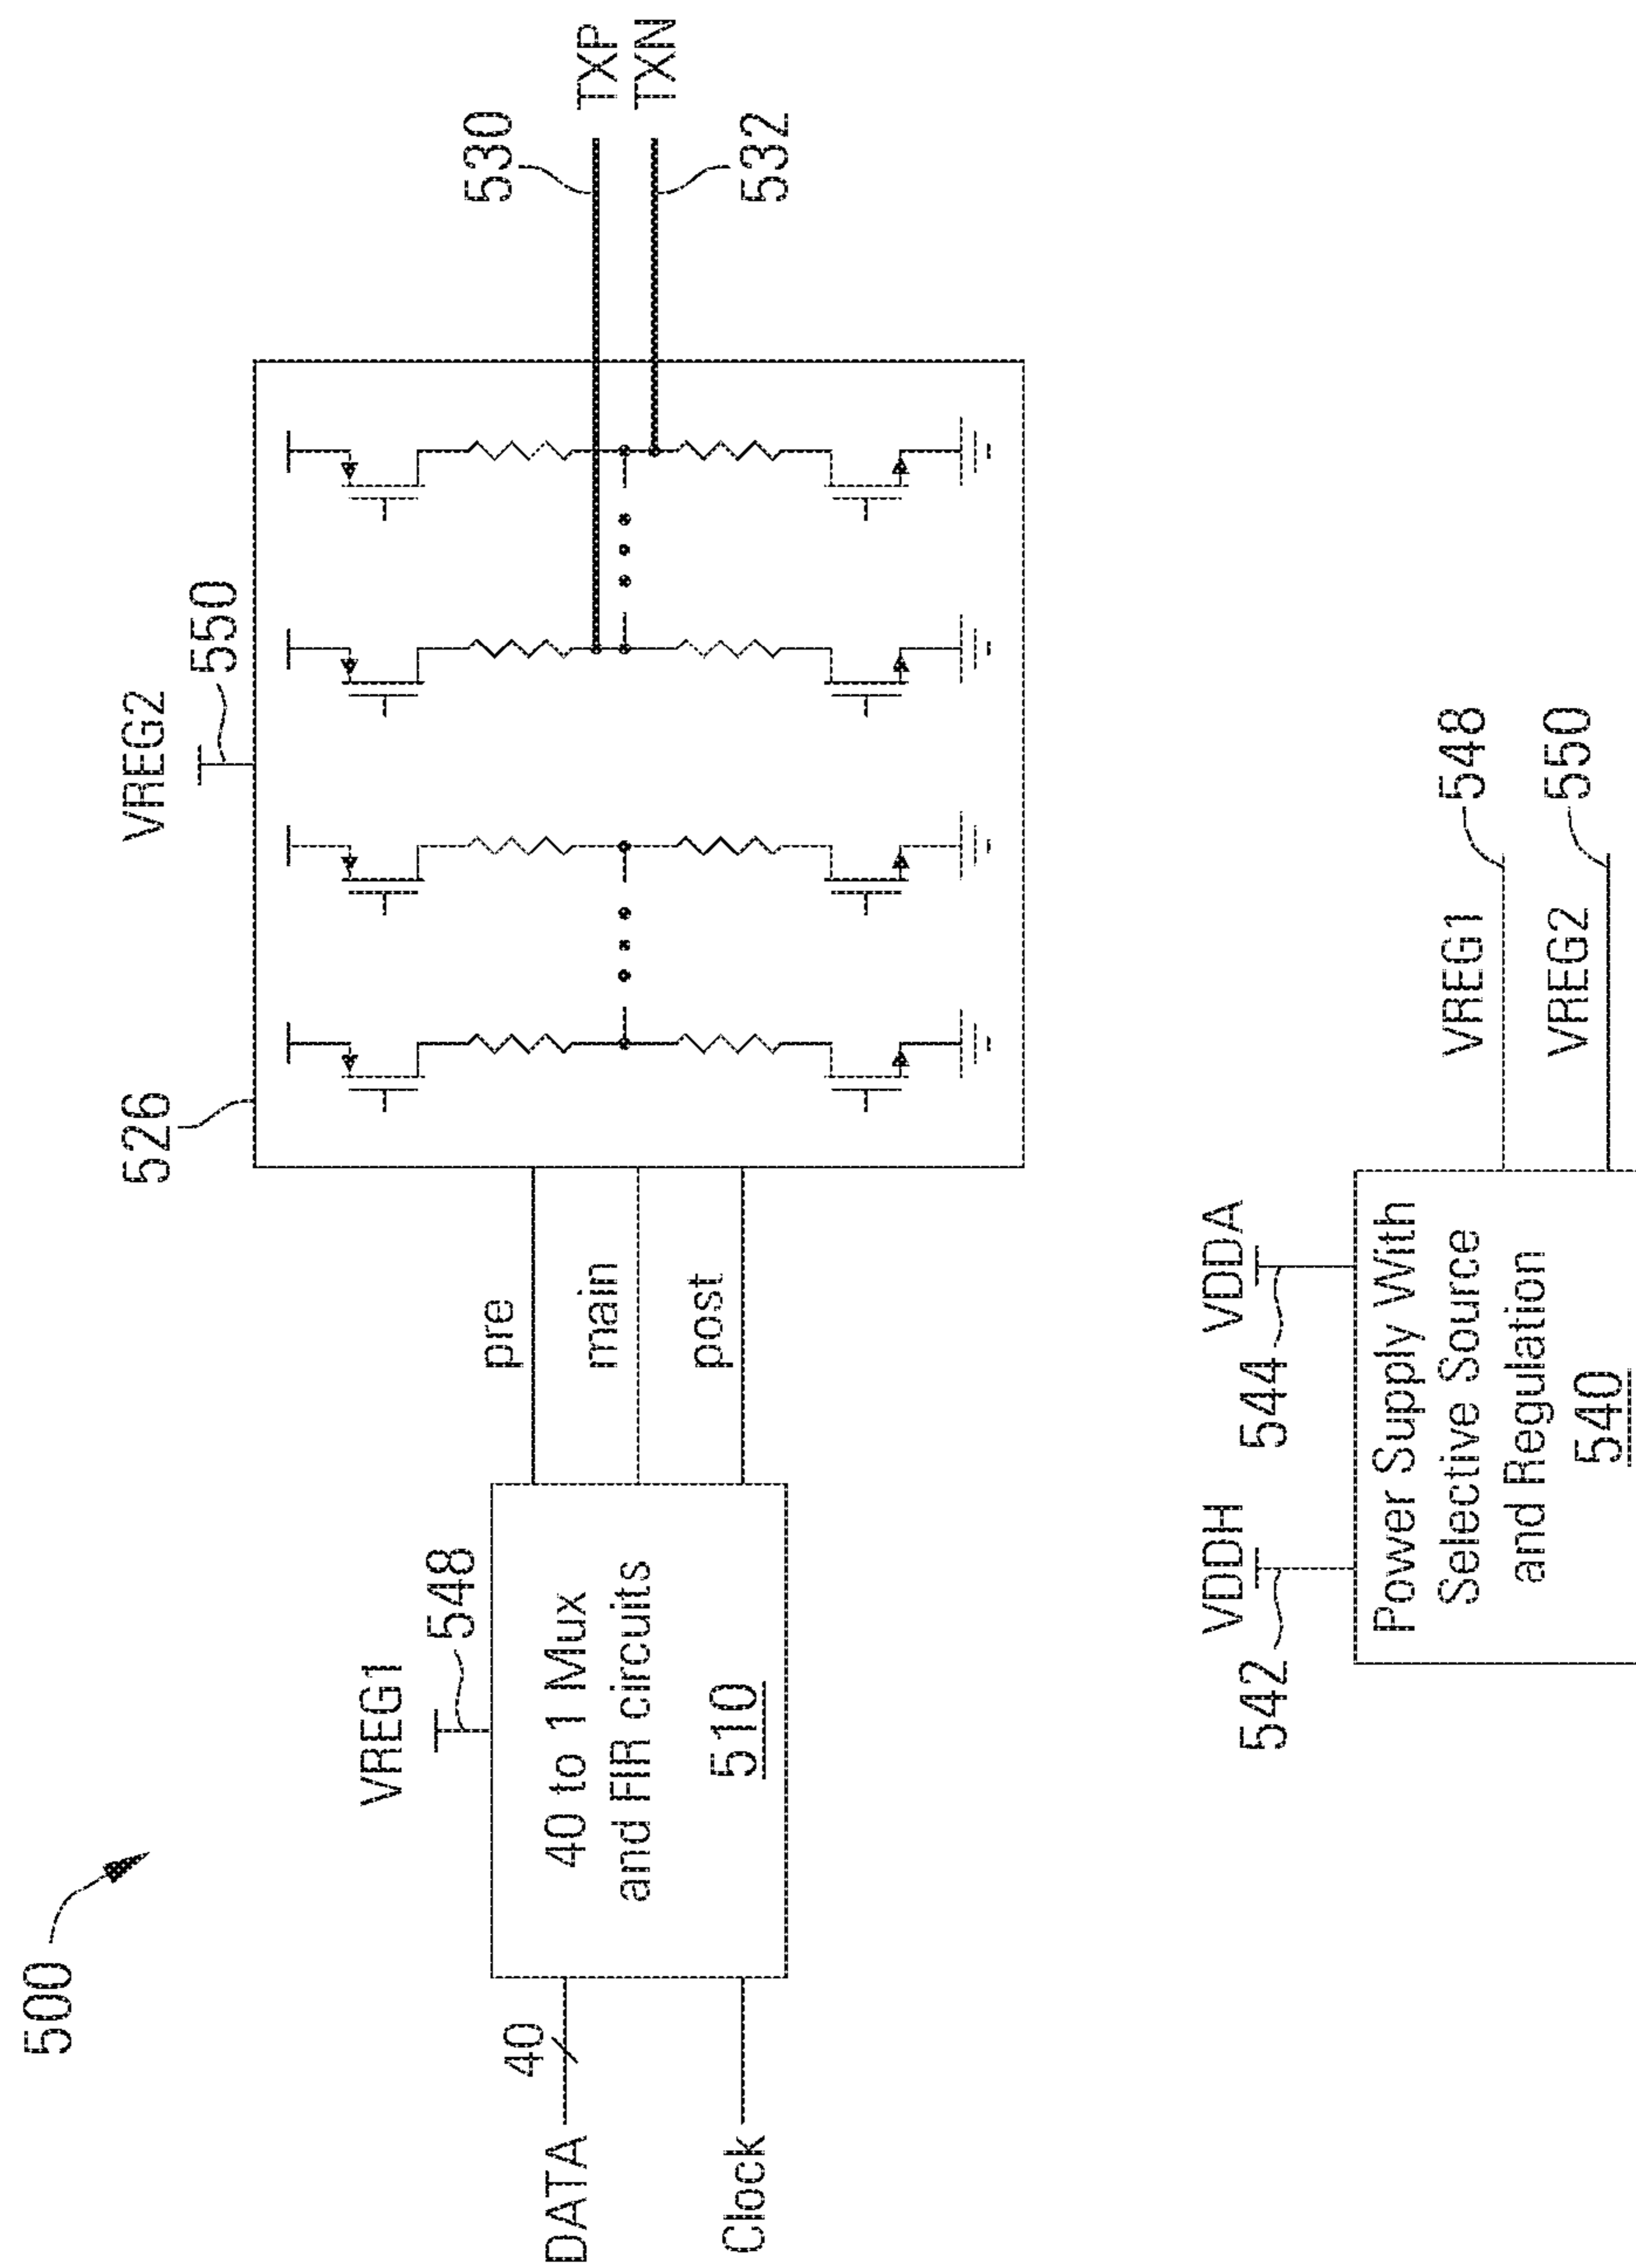 500
VREG2
550
526
VREG1
548
DATA
40
Clock
40 to 1 Mux
and FIR circuits
510
pre
main
post
530
TXP
TXN
532
VDDH
542
VDDA
544
Power Supply With
Selective Source
and Regulation
540
VREG1
548
VREG2
550